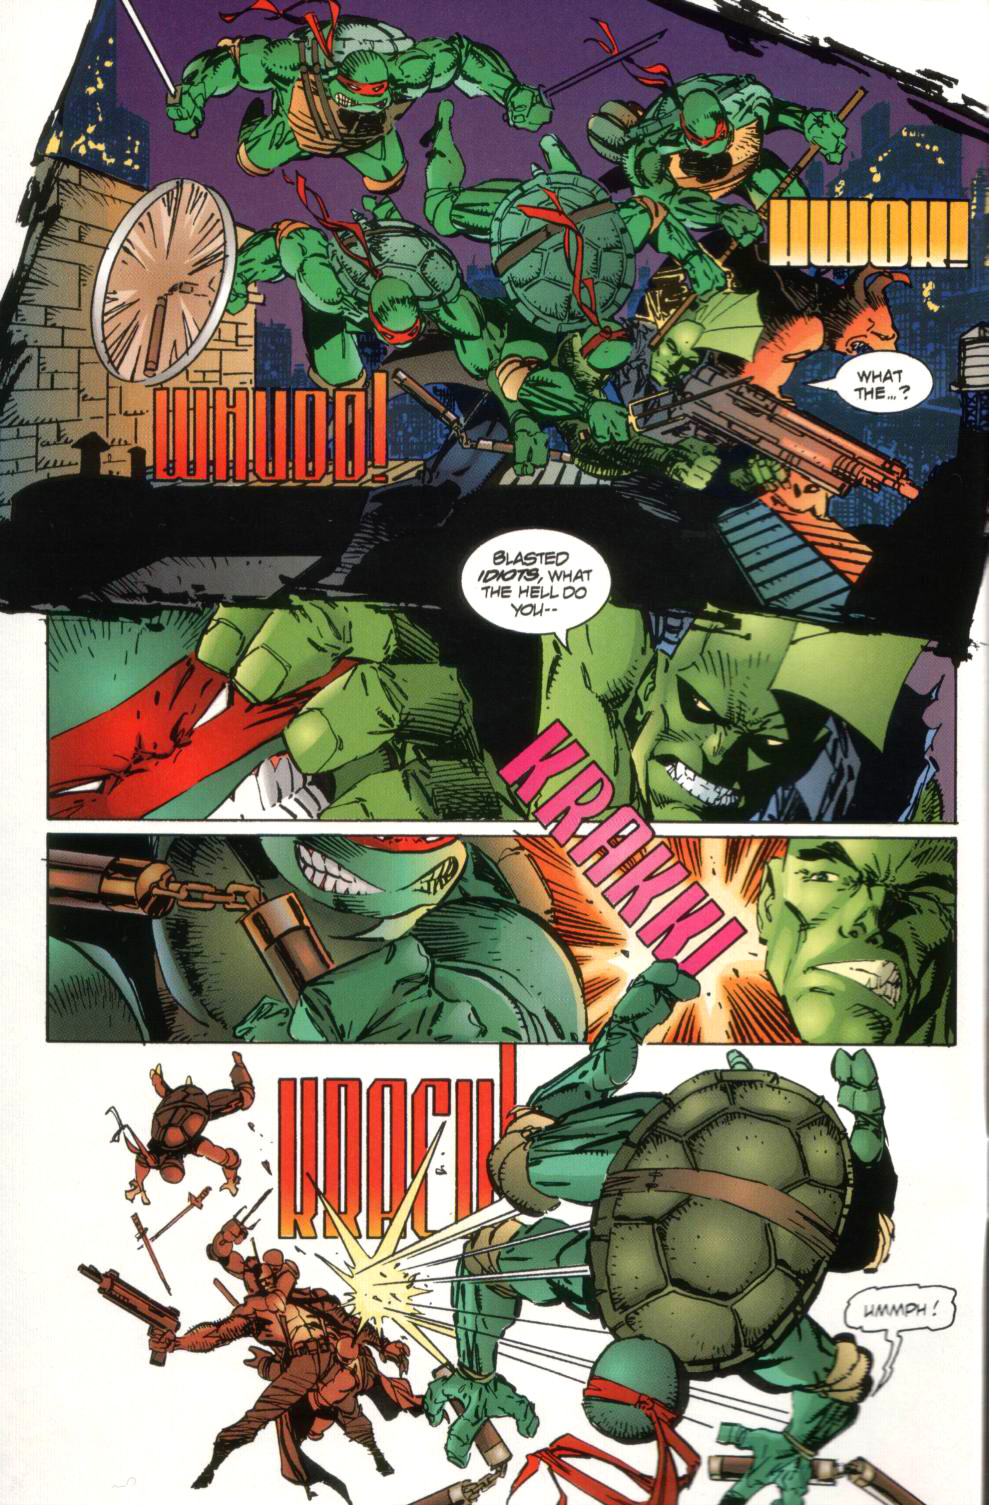 HWOK!
WHUDD!
WHAT
THE...?
BLASTED
IDIOTS, WHAT
THE HELL DO
YOU--
KRAKK!
KRACK!
UMMPH!